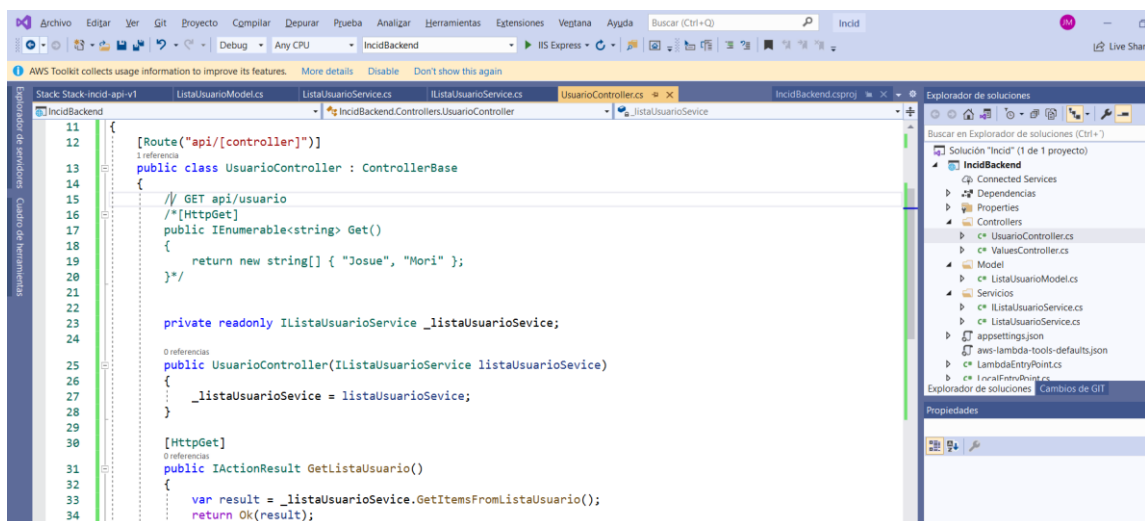 Archivo Editar Ver Git Proyecto Compilar Depurar Prueba Analizar Herramientas Extensiones Ventana Ayuda Buscar (Ctrl+Q) Incid JM
Debug Any CPU IncidBackend IIS Express Live Shar
AWS Toolkit collects usage information to improve its features. More details Disable Don't show this again
Explorador de servidores
Cuadro de herramientas
Stack: Stack-incid-api-v1 ListaUsuarioModel.cs ListaUsuarioService.cs IListaUsuarioService.cs UsuarioController.cs IncidBackend.csproj
IncidBackend IncidBackend.Controllers.UsuarioController _listaUsuarioSevice
11 {
12 [Route("api/[controller]")]
1 referencia
13 public class UsuarioController : ControllerBase
14 {
15 // GET api/usuario
16 /*[HttpGet]
17 public IEnumerable<string> Get()
18 {
19 return new string[] { "Josue", "Mori" };
20 }*/
21
22
23 private readonly IListaUsuarioService _listaUsuarioSevice;
24
0 referencias
25 public UsuarioController(IListaUsuarioService listaUsuarioSevice)
26 {
27 _listaUsuarioSevice = listaUsuarioSevice;
28 }
29
30 [HttpGet]
0 referencias
31 public IActionResult GetListaUsuario()
32 {
33 var result = _listaUsuarioSevice.GetItemsFromListaUsuario();
34 return Ok(result);
Explorador de soluciones
Buscar en Explorador de soluciones (Ctrl+´)
Solución "Incid" (1 de 1 proyecto)
IncidBackend
Connected Services
Dependencias
Properties
Controllers
C# UsuarioController.cs
C# ValuesController.cs
Model
C# ListaUsuarioModel.cs
Servicios
C# IListaUsuarioService.cs
C# ListaUsuarioService.cs
appsettings.json
aws-lambda-tools-defaults.json
C# LambdaEntryPoint.cs
C# LocalEntryPoint.cs
Explorador de soluciones Cambios de GIT
Propiedades